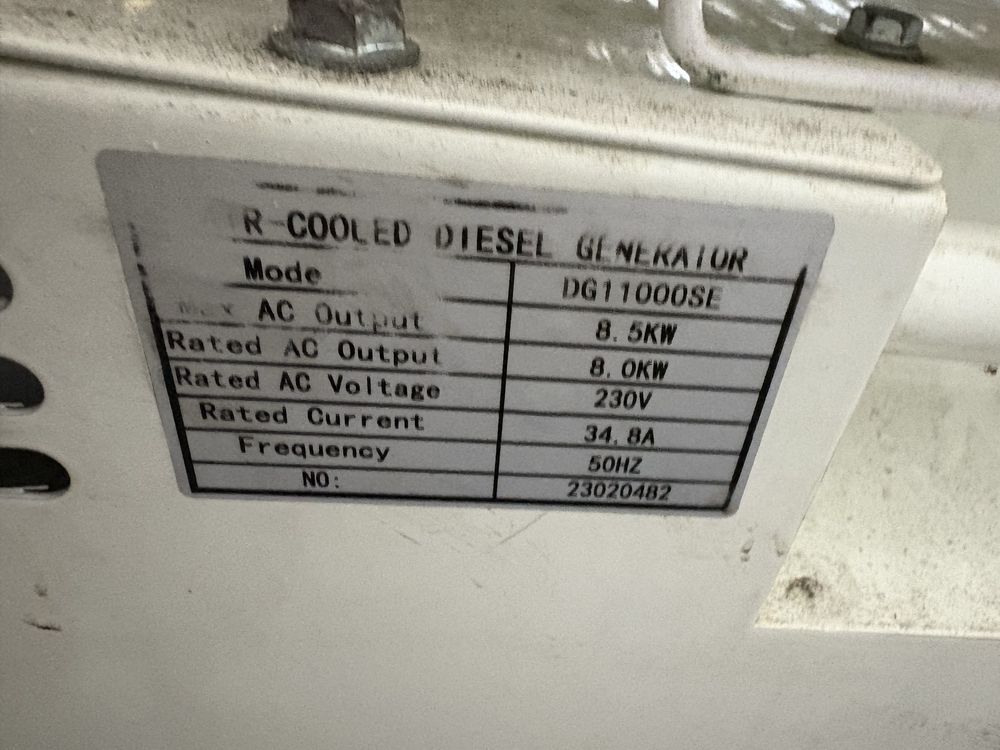 R-COOLED DIESEL GENERATOR
Mode DG11000SE
Max AC Output 8.5KW
Rated AC Output 8.0KW
Rated AC Voltage 230V
Rated Current 34.8A
Frequency 50HZ
NO: 23020482